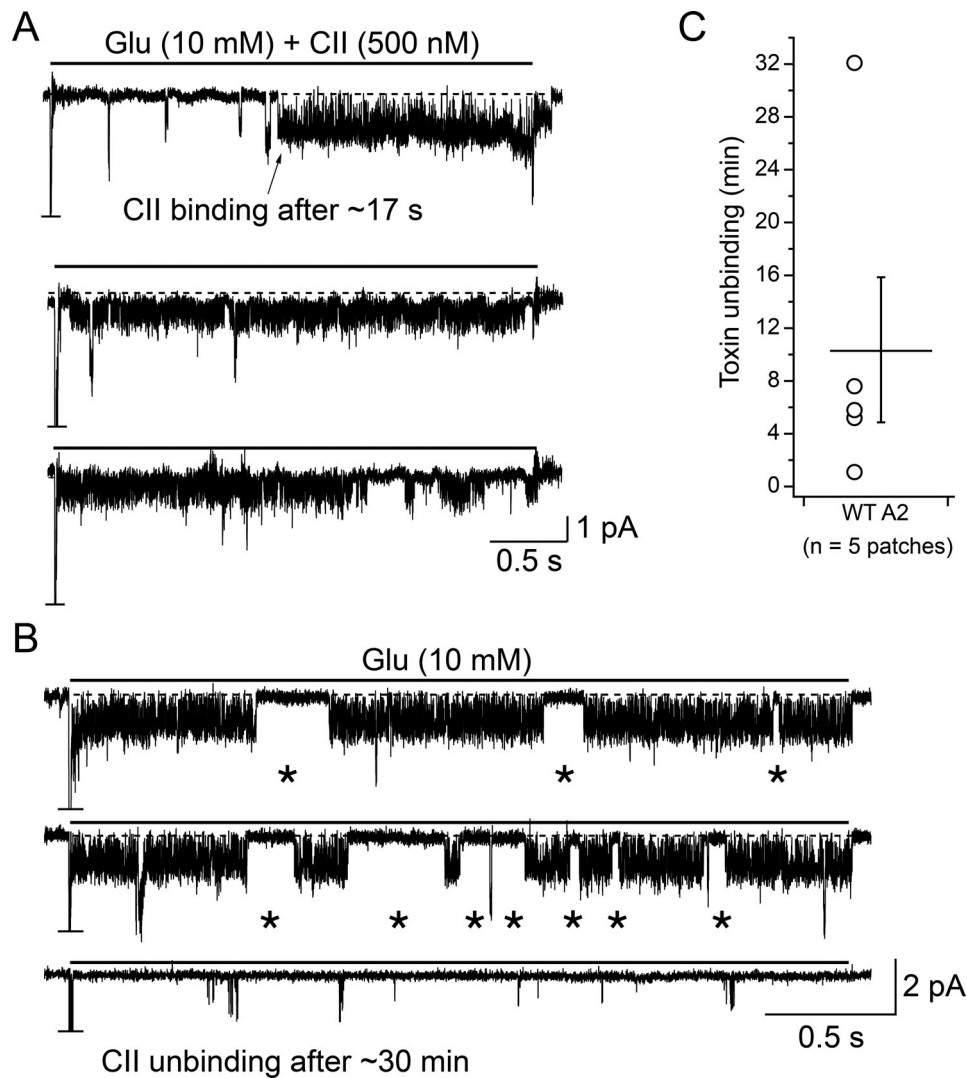 A
Glu (10 mM) + CII (500 nM)
CII binding after ~17 s
1 pA
0.5 s
B
Glu (10 mM)
*
*
*
*
*
*
*
*
*
*
2 pA
0.5 s
CII unbinding after ~30 min
C
Toxin unbinding (min)
32
28
24
20
16
12
8
4
0
WT A2
(n = 5 patches)